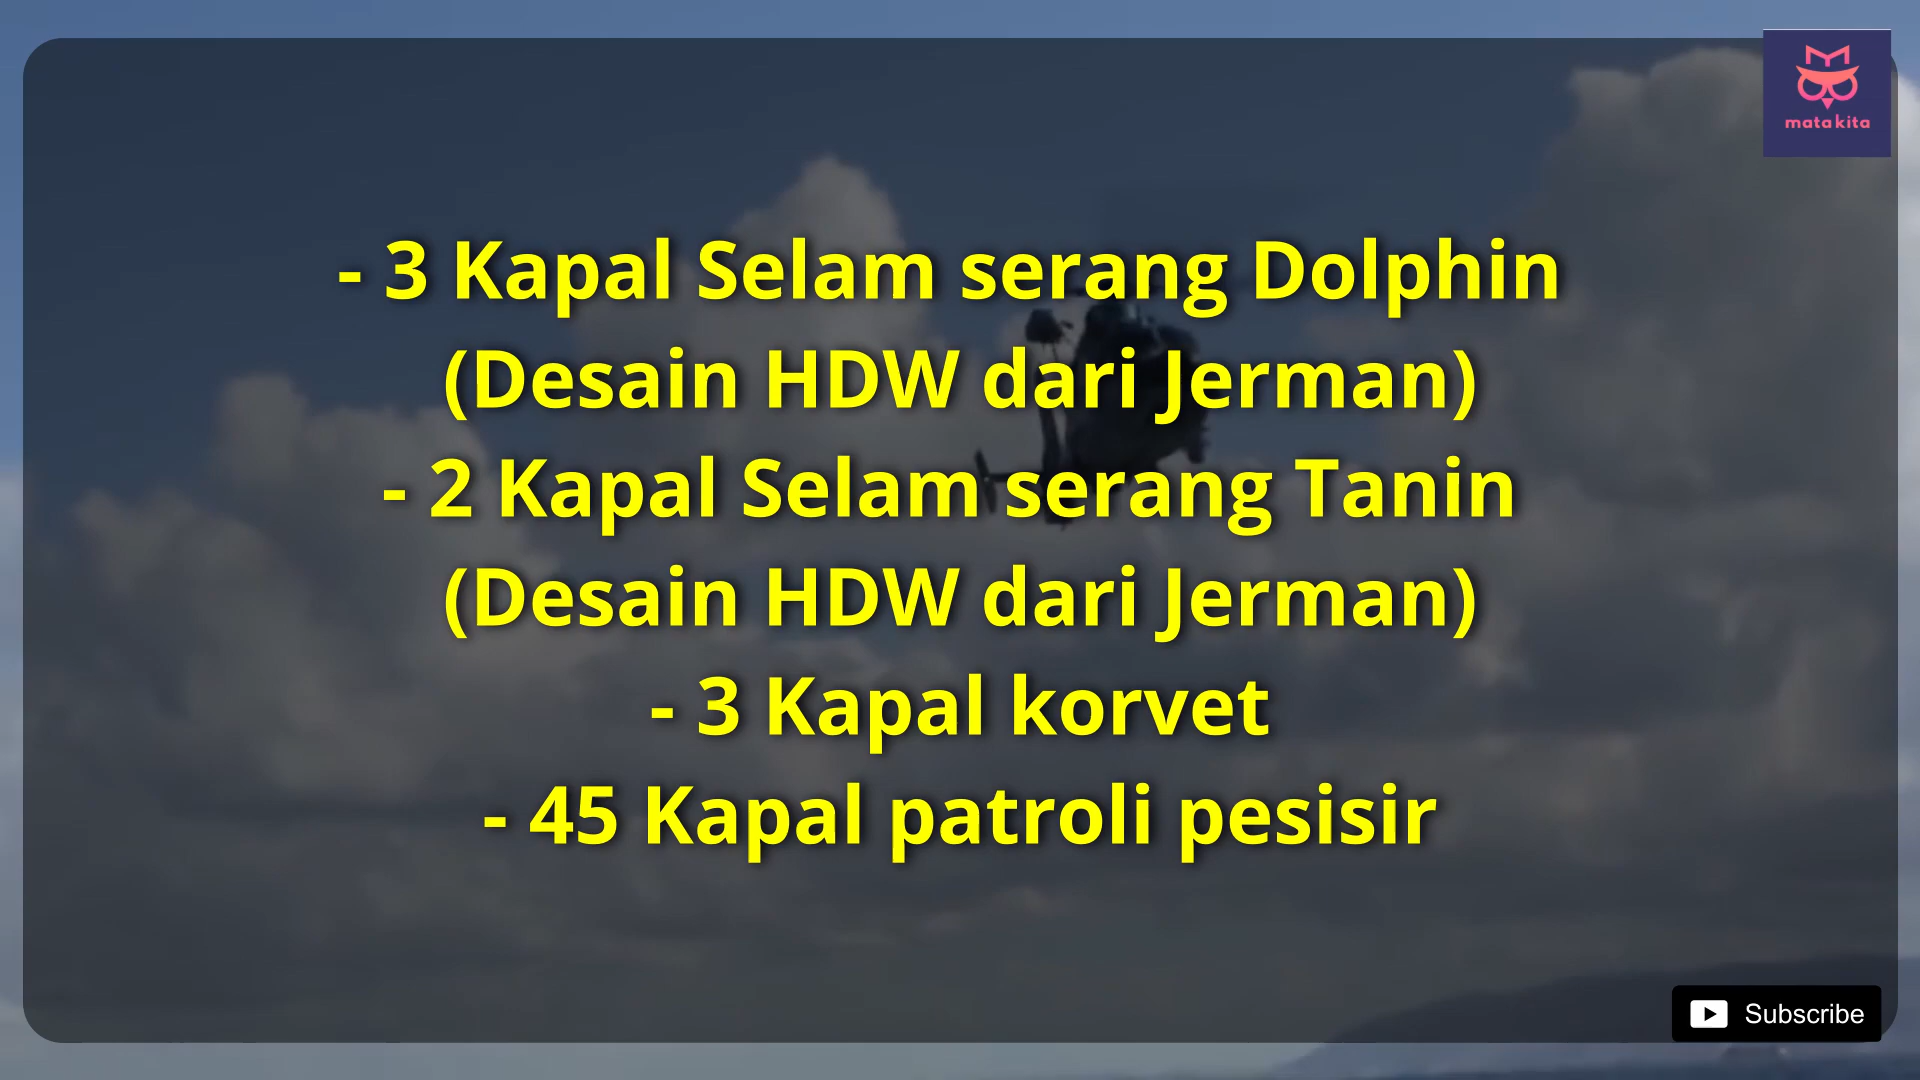 mata kita
- 3 Kapal Selam serang Dolphin
(Desain HDW dari Jerman)
- 2 Kapal Selam serang Tanin
(Desain HDW dari Jerman)
- 3 Kapal korvet
- 45 Kapal patroli pesisir
Subscribe